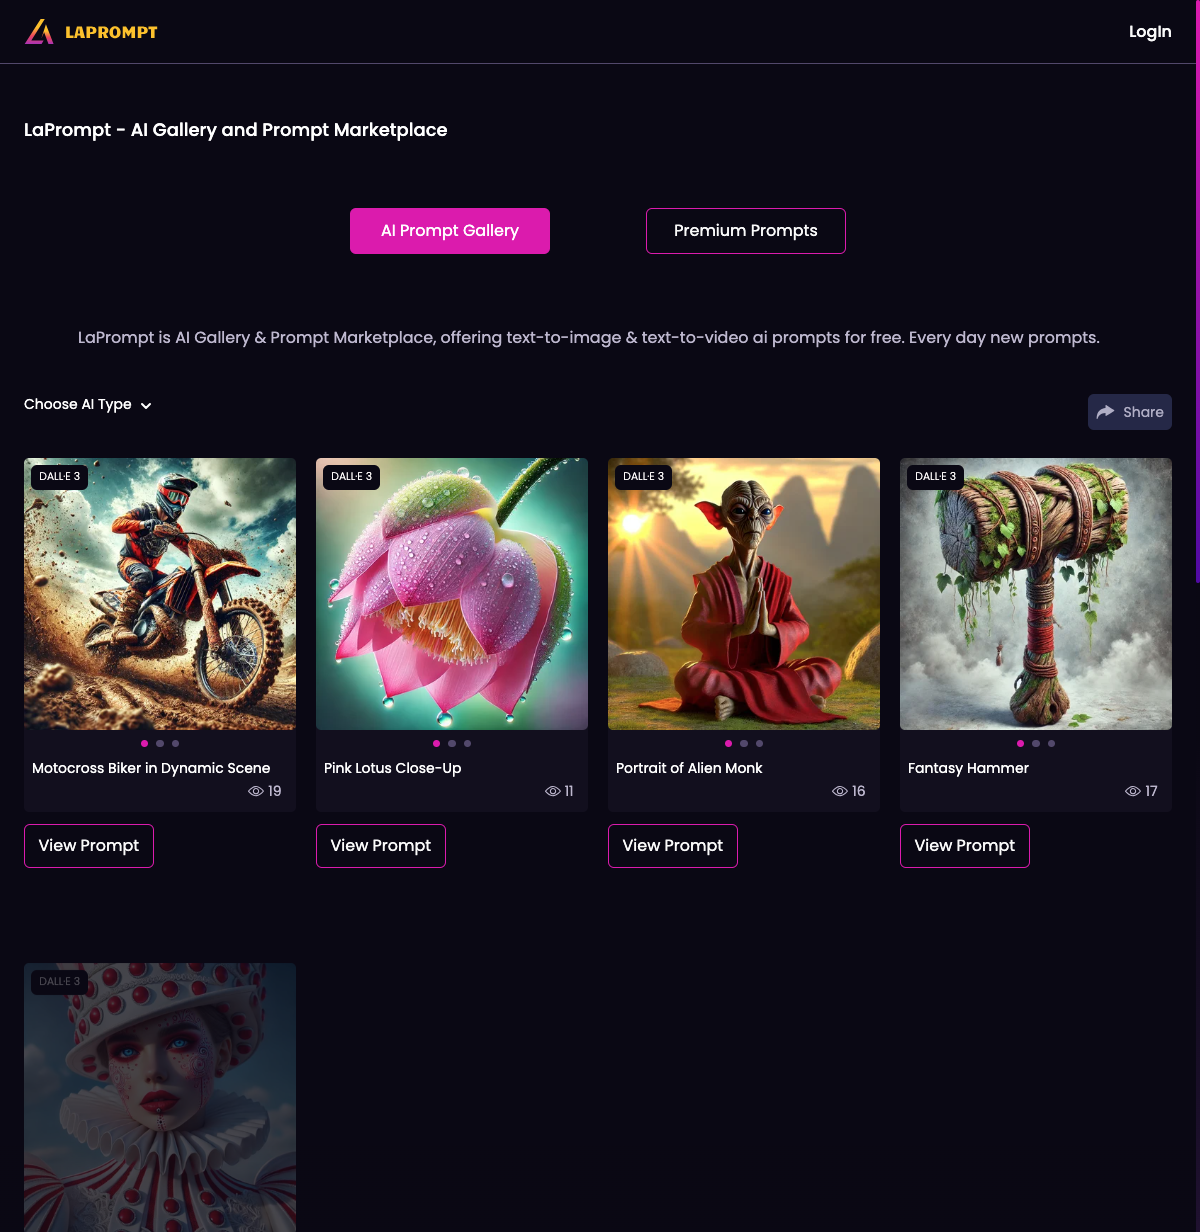 LAPROMPT
LogIn
LaPrompt - AI Gallery and Prompt Marketplace
AI Prompt Gallery
Premium Prompts
LaPrompt is AI Gallery & Prompt Marketplace, offering text-to-image & text-to-video ai prompts for free. Every day new prompts.
Choose AI Type
Share
DALL·E 3
DALL·E 3
DALL·E 3
DALL·E 3
Motocross Biker in Dynamic Scene
19
Pink Lotus Close-Up
11
Portrait of Alien Monk
16
Fantasy Hammer
17
View Prompt
View Prompt
View Prompt
View Prompt
DALL·E 3